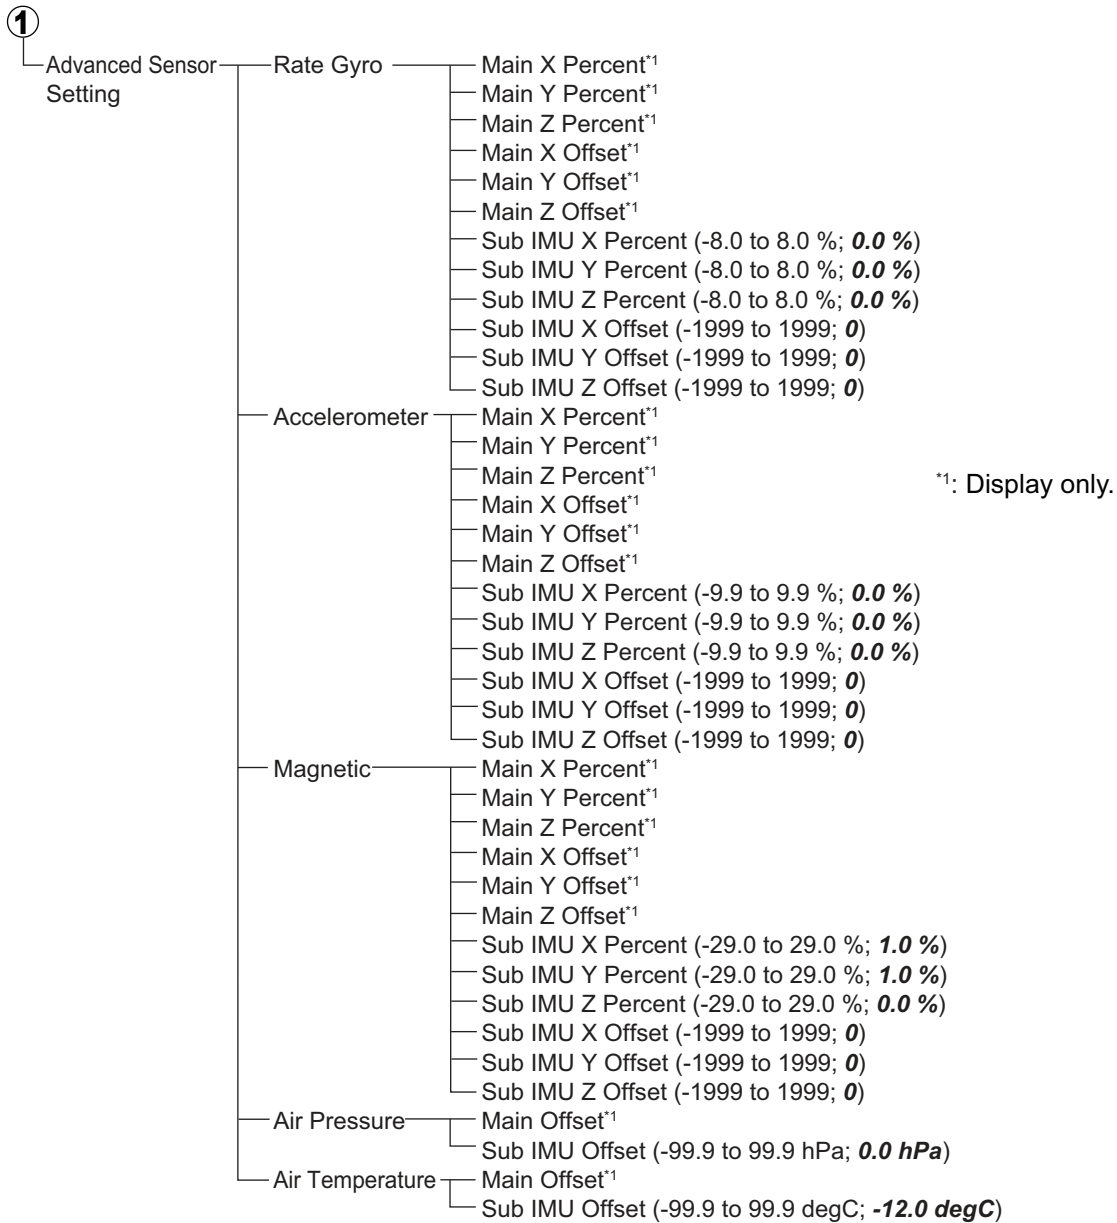 1
Advanced Sensor Setting
Rate Gyro
Main X Percent*1
Main Y Percent*1
Main Z Percent*1
Main X Offset*1
Main Y Offset*1
Main Z Offset*1
Sub IMU X Percent (-8.0 to 8.0 %; 0.0 %)
Sub IMU Y Percent (-8.0 to 8.0 %; 0.0 %)
Sub IMU Z Percent (-8.0 to 8.0 %; 0.0 %)
Sub IMU X Offset (-1999 to 1999; 0)
Sub IMU Y Offset (-1999 to 1999; 0)
Sub IMU Z Offset (-1999 to 1999; 0)
Accelerometer
Main X Percent*1
Main Y Percent*1
Main Z Percent*1
Main X Offset*1
Main Y Offset*1
Main Z Offset*1
Sub IMU X Percent (-9.9 to 9.9 %; 0.0 %)
Sub IMU Y Percent (-9.9 to 9.9 %; 0.0 %)
Sub IMU Z Percent (-9.9 to 9.9 %; 0.0 %)
Sub IMU X Offset (-1999 to 1999; 0)
Sub IMU Y Offset (-1999 to 1999; 0)
Sub IMU Z Offset (-1999 to 1999; 0)
*1: Display only.
Magnetic
Main X Percent*1
Main Y Percent*1
Main Z Percent*1
Main X Offset*1
Main Y Offset*1
Main Z Offset*1
Sub IMU X Percent (-29.0 to 29.0 %; 1.0 %)
Sub IMU Y Percent (-29.0 to 29.0 %; 1.0 %)
Sub IMU Z Percent (-29.0 to 29.0 %; 0.0 %)
Sub IMU X Offset (-1999 to 1999; 0)
Sub IMU Y Offset (-1999 to 1999; 0)
Sub IMU Z Offset (-1999 to 1999; 0)
Air Pressure
Main Offset*1
Sub IMU Offset (-99.9 to 99.9 hPa; 0.0 hPa)
Air Temperature
Main Offset*1
Sub IMU Offset (-99.9 to 99.9 degC; -12.0 degC)